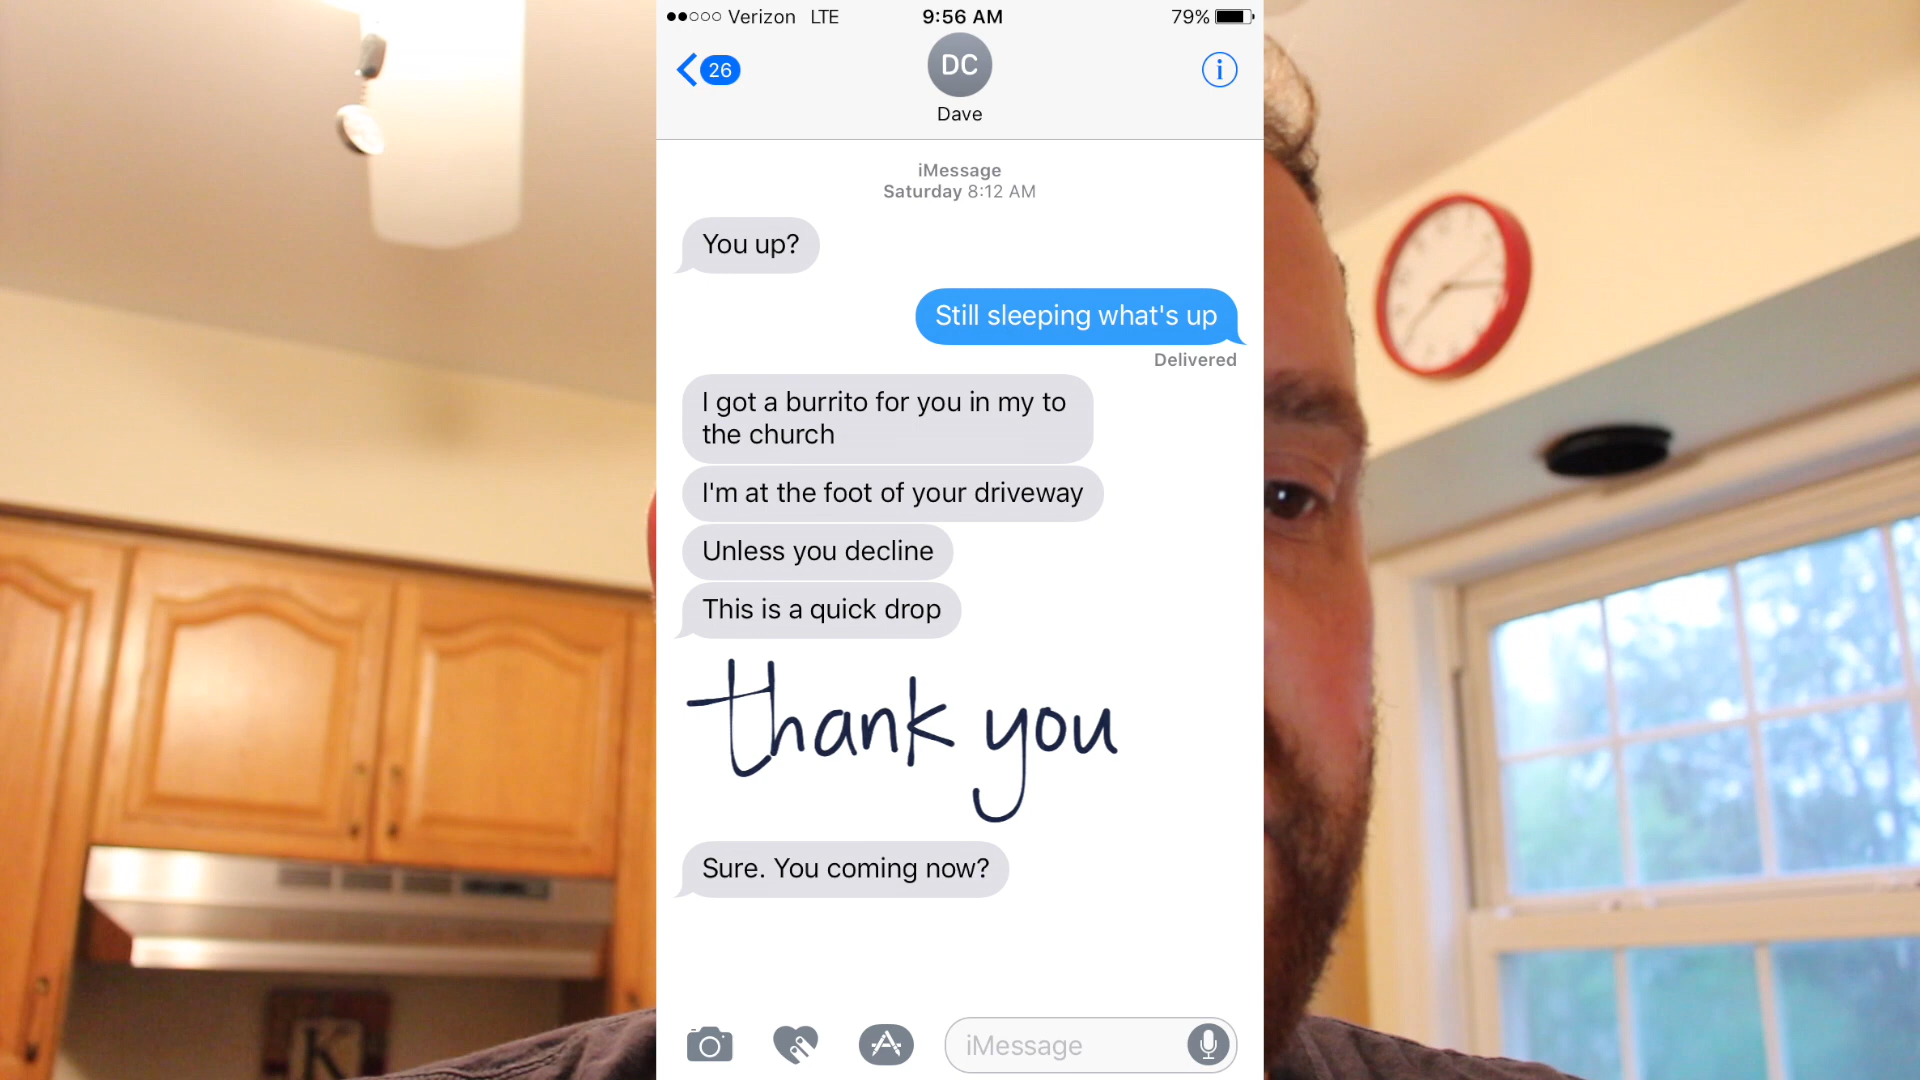 Verizon LTE 9:56 AM 79%
26
DC
Dave
iMessage
Saturday 8:12 AM
You up?
Still sleeping what's up
Delivered
I got a burrito for you in my to
the church
I'm at the foot of your driveway
Unless you decline
This is a quick drop
thank you
Sure. You coming now?
iMessage
K